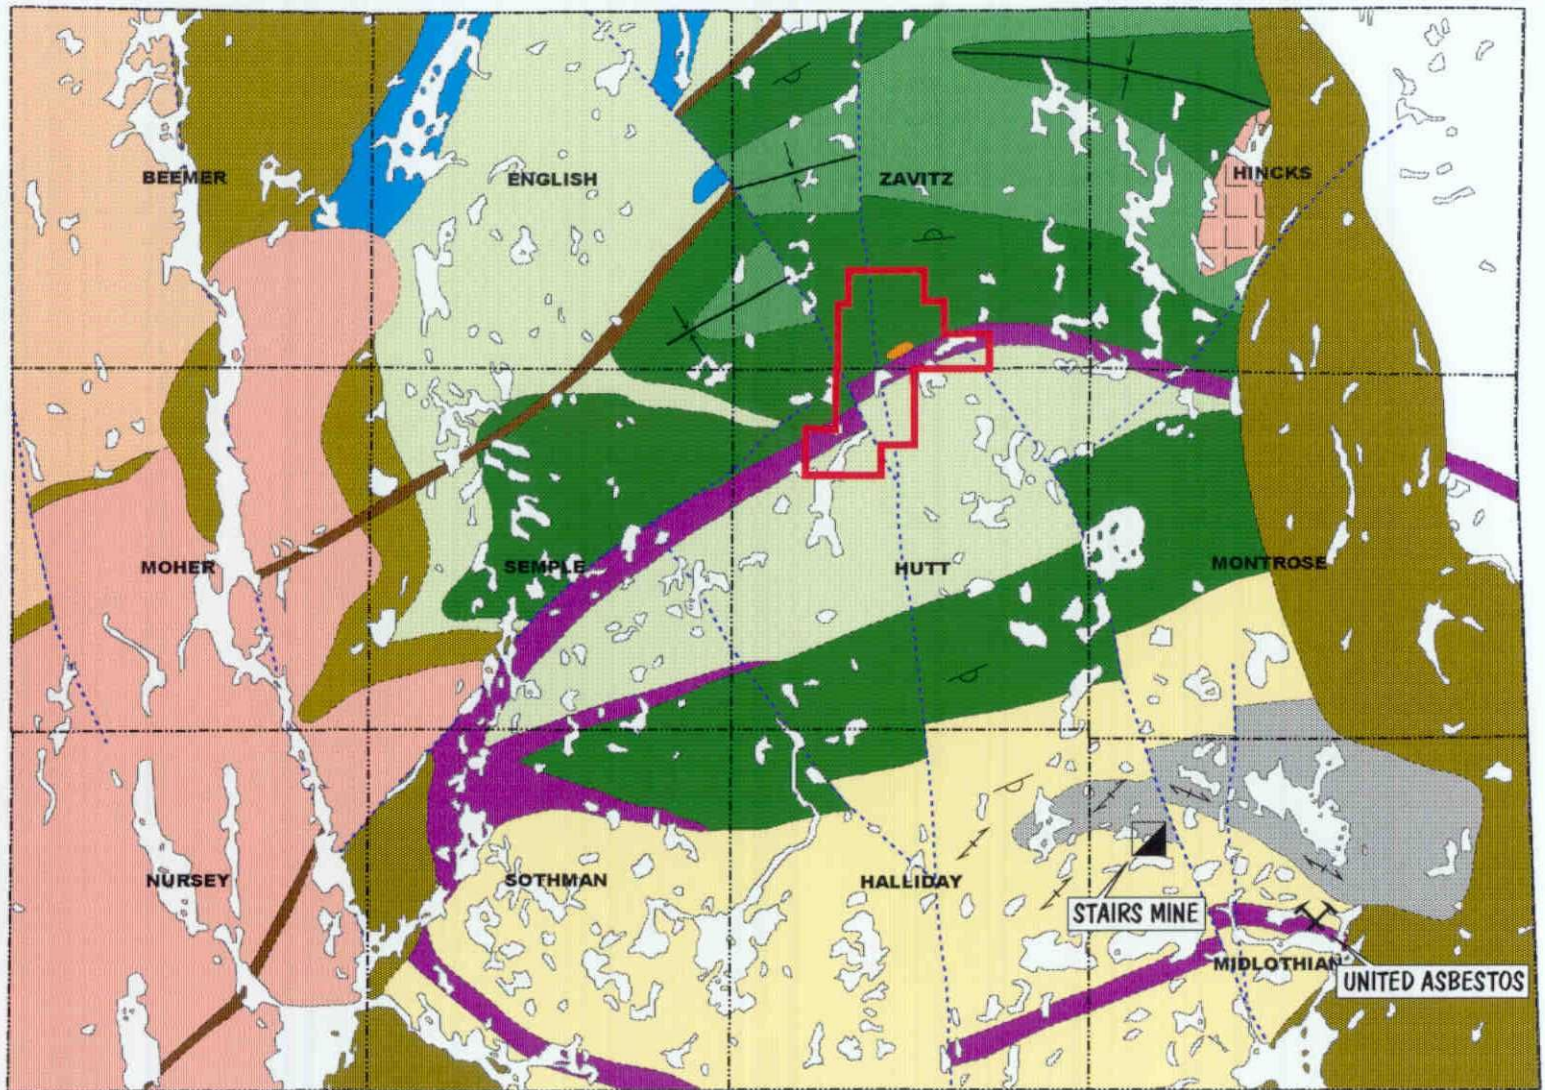 BEEMER
ENGLISH
ZAVITZ
HINCKS
MOHER
SEMPLE
HUTT
MONTROSE
NURSEY
SOTHMAN
HALLIDAY
STAIRS MINE
MIDLOTHIAN
UNITED ASBESTOS